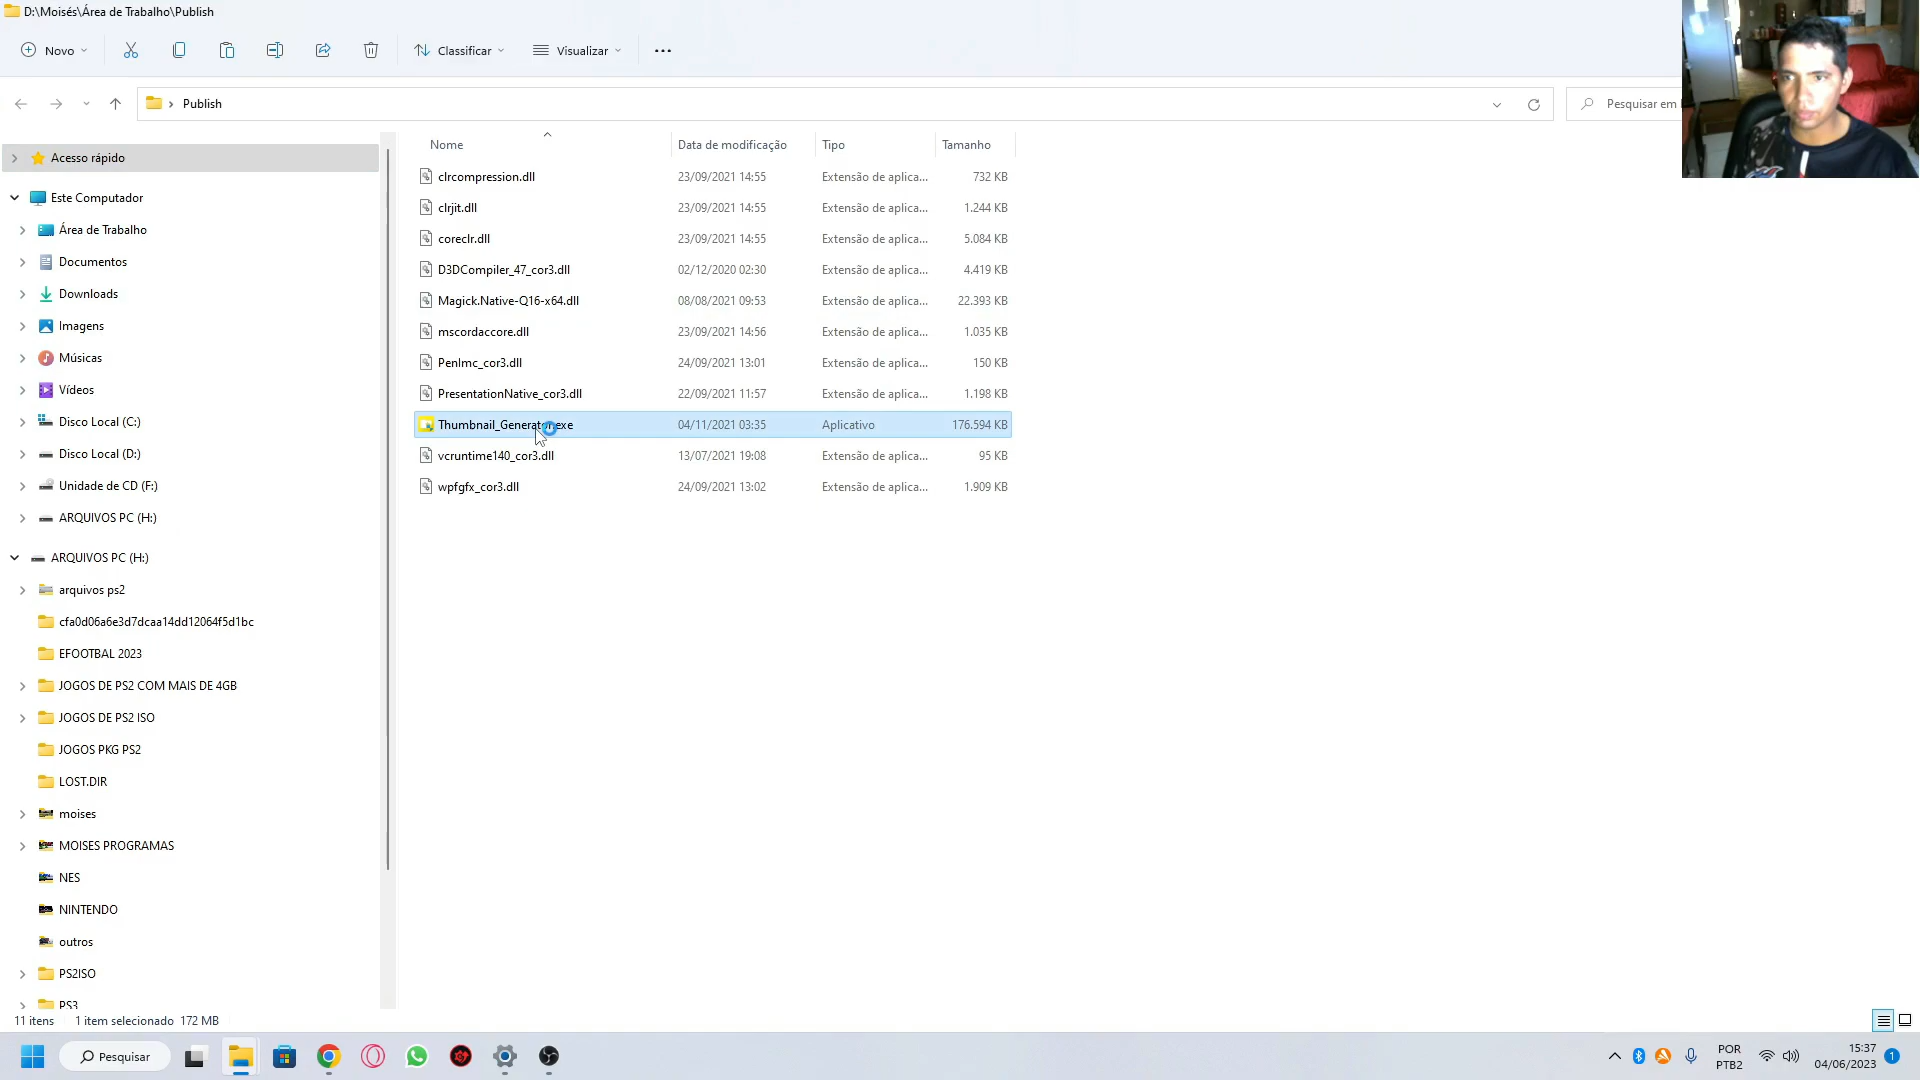 D:\Moisés\Área de Trabalho\Publish
Novo
Classificar
Visualizar
Publish
Pesquisar em
Nome
Data de modificação
Tipo
Tamanho
Acesso rápido
Este Computador
Área de Trabalho
Documentos
Downloads
Imagens
Músicas
Vídeos
Disco Local (C:)
Disco Local (D:)
Unidade de CD (F:)
ARQUIVOS PC (H:)
ARQUIVOS PC (H:)
arquivos ps2
cfa0d06a6e3d7dcaa14dd12064f5d1bc
EFOOTBAL 2023
JOGOS DE PS2 COM MAIS DE 4GB
JOGOS DE PS2 ISO
JOGOS PKG PS2
LOST.DIR
moises
MOISES PROGRAMAS
NES
NINTENDO
outros
PS2ISO
PS3
clrcompression.dll 23/09/2021 14:55 Extensão de aplica... 732 KB
clrjit.dll 23/09/2021 14:55 Extensão de aplica... 1.244 KB
coreclr.dll 23/09/2021 14:55 Extensão de aplica... 5.084 KB
D3DCompiler_47_cor3.dll 02/12/2020 02:30 Extensão de aplica... 4.419 KB
Magick.Native-Q16-x64.dll 08/08/2021 09:53 Extensão de aplica... 22.393 KB
mscordaccore.dll 23/09/2021 14:56 Extensão de aplica... 1.035 KB
PenImc_cor3.dll 24/09/2021 13:01 Extensão de aplica... 150 KB
PresentationNative_cor3.dll 22/09/2021 11:57 Extensão de aplica... 1.198 KB
Thumbnail_Generator.exe 04/11/2021 03:35 Aplicativo 176.594 KB
vcruntime140_cor3.dll 13/07/2021 19:08 Extensão de aplica... 95 KB
wpfgfx_cor3.dll 24/09/2021 13:02 Extensão de aplica... 1.909 KB
11 itens 1 item selecionado 172 MB
Pesquisar
POR
PTB2
15:37
04/06/2023
1